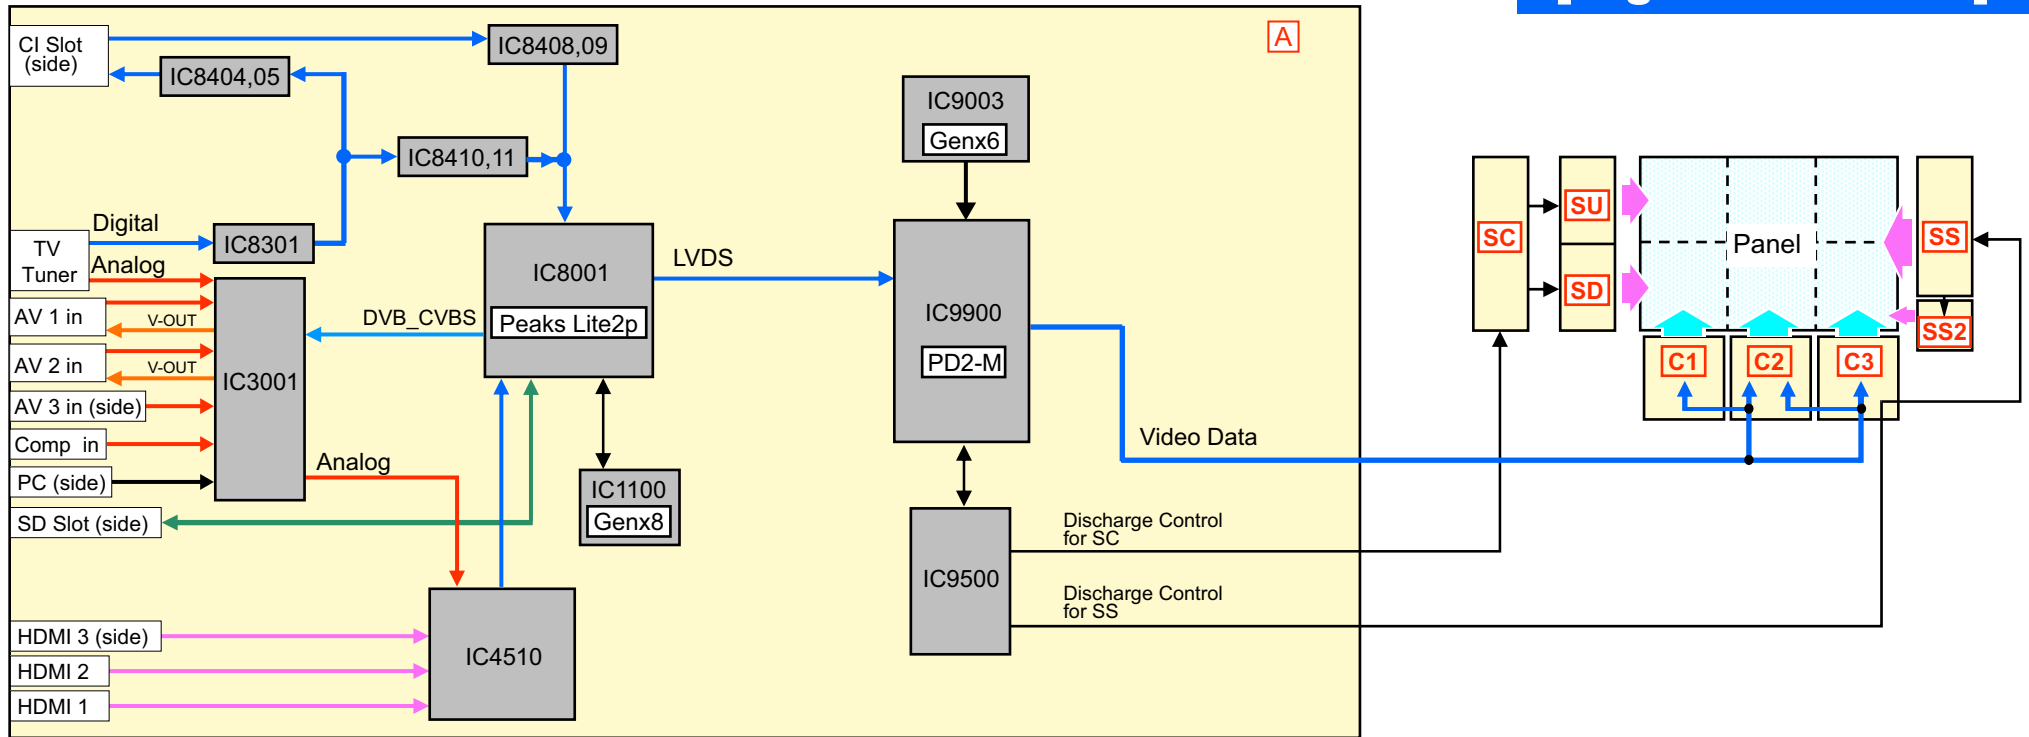 CI Slot
(side)
IC8408,09
A
IC8404,05
IC9003
Genx6
IC8410,11
Digital
TV
Tuner
IC8301
Analog
IC8001
Peaks Lite2p
LVDS
IC9900
PD2-M
SC
SU
SD
Panel
SS
SS2
AV 1 in
V-OUT
DVB_CVBS
AV 2 in
V-OUT
IC3001
C1
C2
C3
AV 3 in (side)
Comp in
Video Data
PC (side)
Analog
IC1100
Genx8
SD Slot (side)
Discharge Control
for SC
IC9500
Discharge Control
for SS
HDMI 3 (side)
IC4510
HDMI 2
HDMI 1